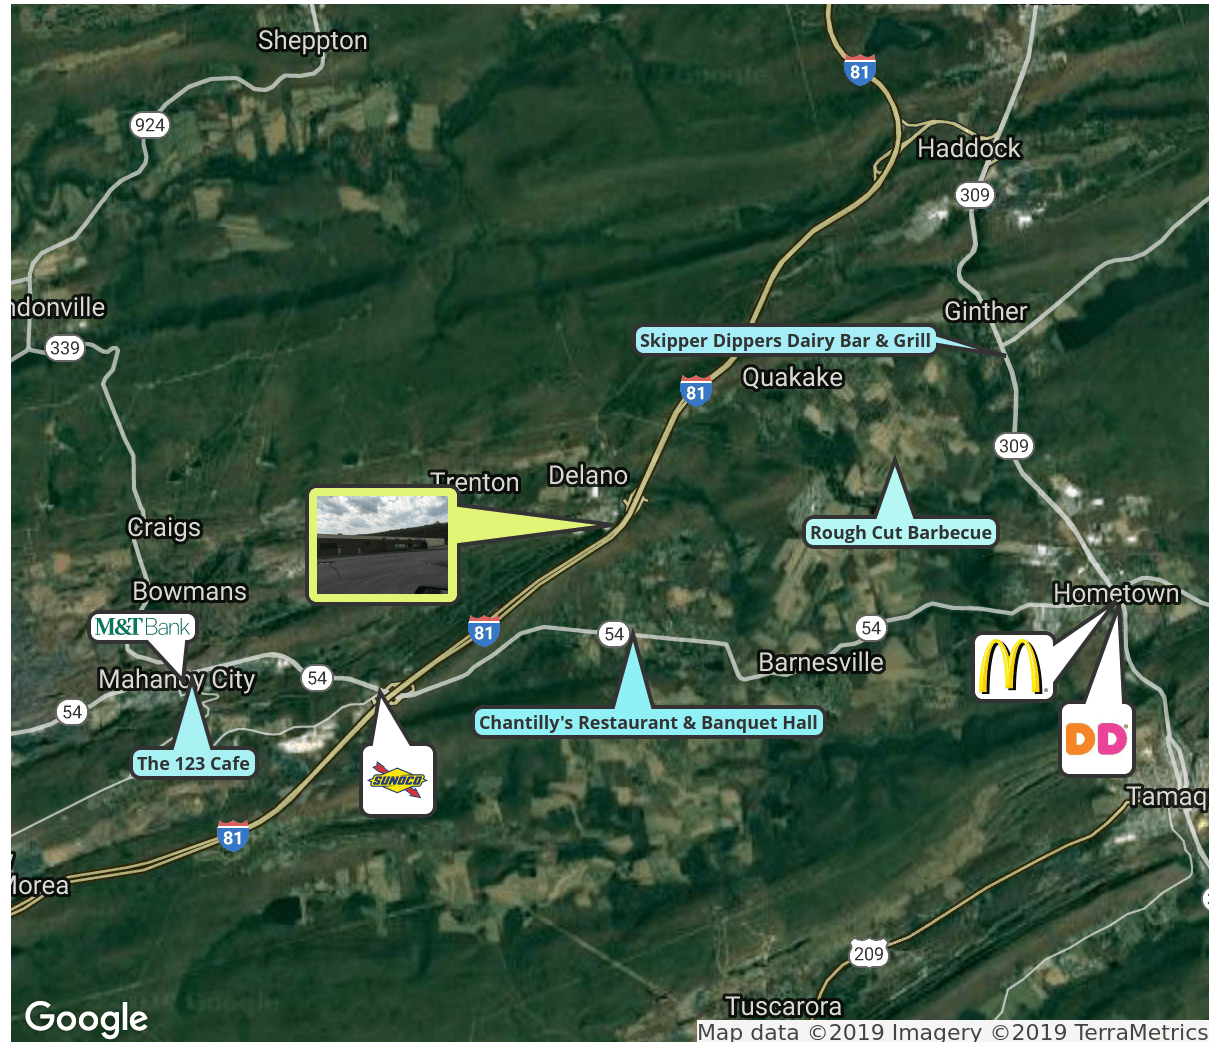 Sheppton
81
924
Haddock
309
ndonville
Ginther
339
Skipper Dippers Dairy Bar & Grill
Quakake
81
309
Trenton
Delano
Craigs
Rough Cut Barbecue
Bowmans
Hometown
M&T Bank
81
54
54
Barnesville
Mahanoy City
54
54
Chantilly's Restaurant & Banquet Hall
DD
The 123 Cafe
SUNOCO
Tamaq
81
Morea
209
Tuscarora
Google
Map data ©2019 Imagery ©2019 TerraMetrics